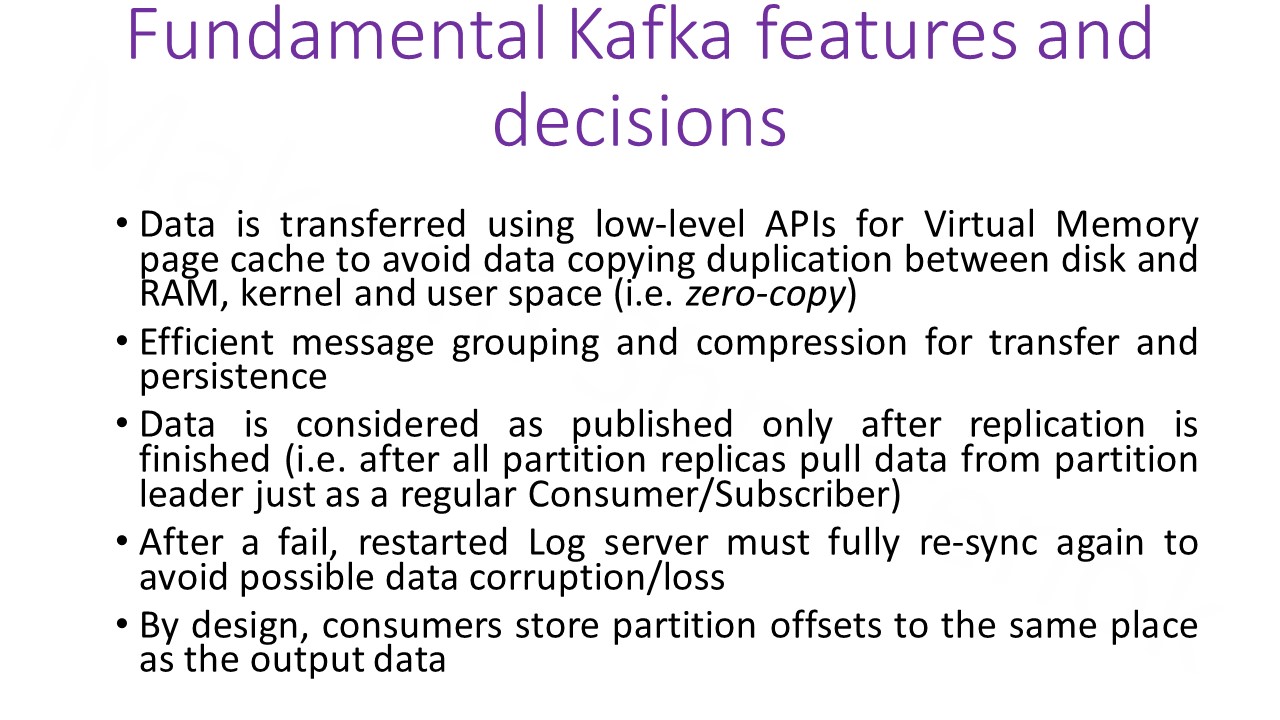 Fundamental Kafka features and
decisions
• Data is transferred using low-level APIs for Virtual Memory
page cache to avoid data copying duplication between disk and
RAM, kernel and user space (i.e. zero-copy)
• Efficient message grouping and compression for transfer and
persistence
• Data is considered as published only after replication is
finished (i.e. after all partition replicas pull data from partition
leader just as a regular Consumer/Subscriber)
• After a fail, restarted Log server must fully re-sync again to
avoid possible data corruption/loss
• By design, consumers store partition offsets to the same place
as the output data